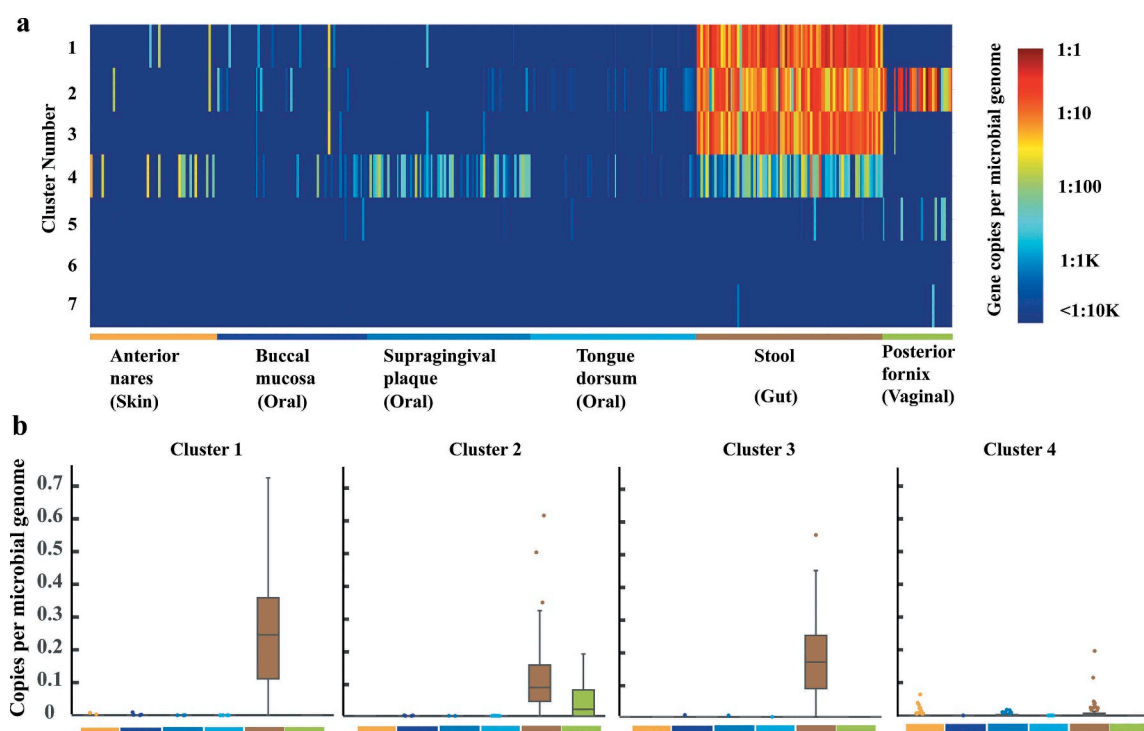 a
Cluster Number
1
2
3
4
5
6
7
Gene copies per microbial genome
1:1
1:10
1:100
1:1K
<1:10K
Anterior
nares
(Skin)
Buccal
mucosa
(Oral)
Supragingival
plaque
(Oral)
Tongue
dorsum
(Oral)
Stool
(Gut)
Posterior
fornix
(Vaginal)
b
Copies per microbial genome
0.7
0.6
0.5
0.4
0.3
0.2
0.1
0
Cluster 1
Cluster 2
Cluster 3
Cluster 4